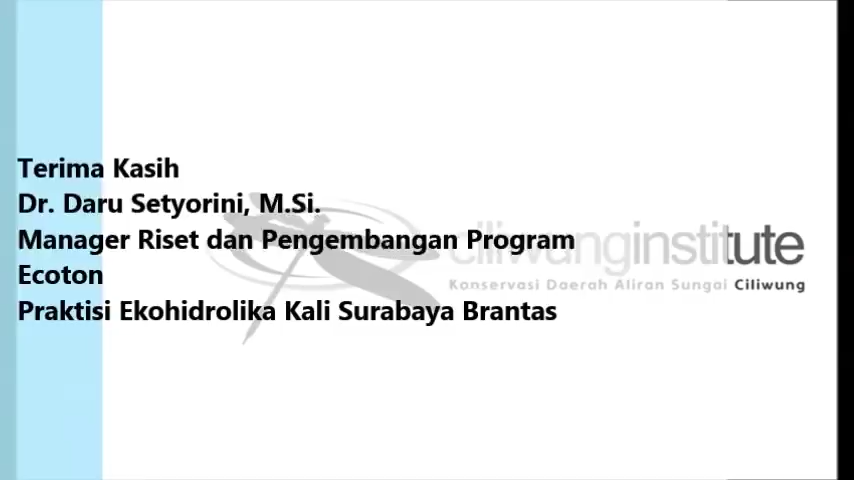 Terima Kasih
Dr. Daru Setyorini, M.Si.
Manager Riset dan Pengembangan Program
Ecoton
Praktisi Ekohidrolika Kali Surabaya Brantas
ciliwunginstitute
Konservasi Daerah Aliran Sungai Ciliwung